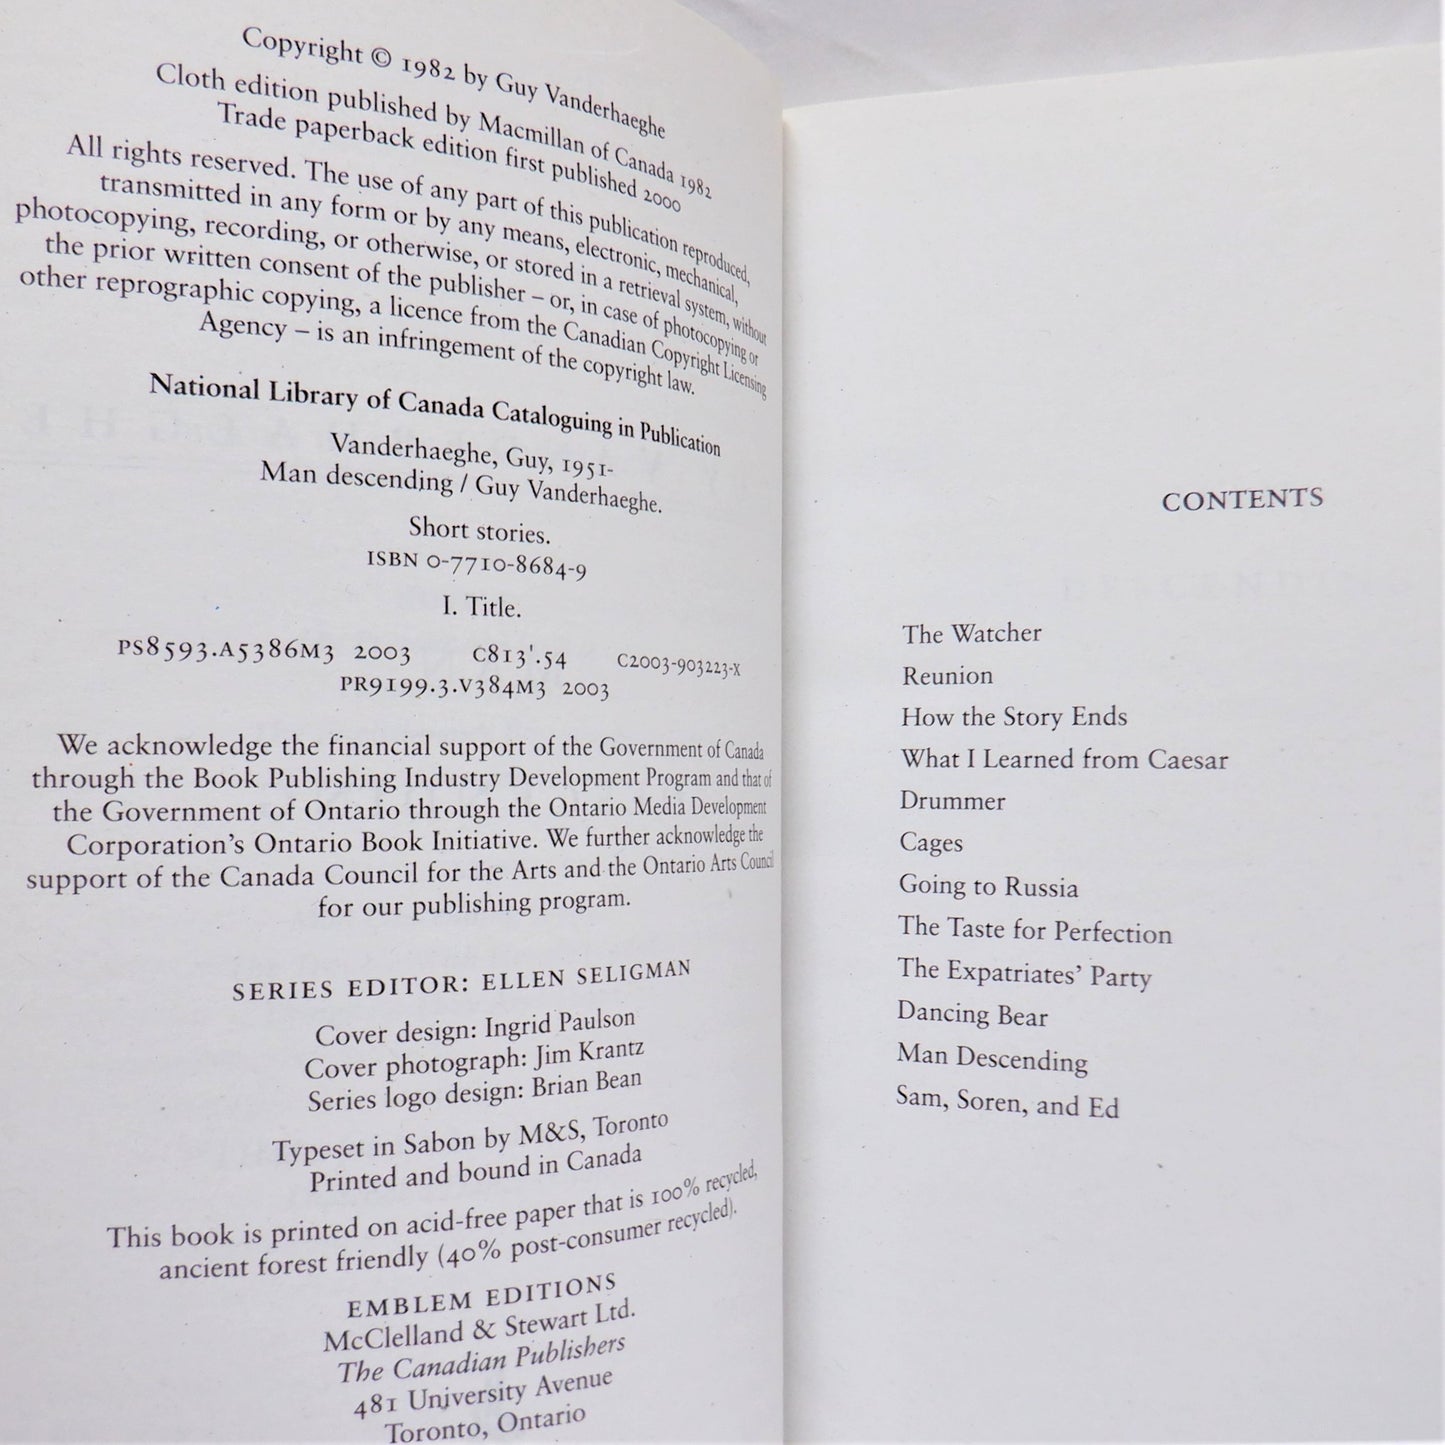 Copyright © 1982 by Guy Vanderhaeghe
Cloth edition published by Macmillan of Canada 1982
Trade paperback edition first published 2000
All rights reserved. The use of any part of this publication reproduced,
transmitted in any form or by any means, electronic, mechanical,
photocopying, recording, or otherwise, or stored in a retrieval system, without
the prior written consent of the publisher – or, in case of photocopying or
other reprographic copying, a licence from the Canadian Copyright Licensing
Agency – is an infringement of the copyright law.
National Library of Canada Cataloguing in Publication
Vanderhaeghe, Guy, 1951-
Man descending / Guy Vanderhaeghe.
Short stories.
ISBN 0-7710-8684-9
I. Title.
PS8593.A5386M3 2003 C813'.54 C2003-903223-X
PR9199.3.V384M3 2003
We acknowledge the financial support of the Government of Canada
through the Book Publishing Industry Development Program and that of
the Government of Ontario through the Ontario Media Development
Corporation's Ontario Book Initiative. We further acknowledge the
support of the Canada Council for the Arts and the Ontario Arts Council
for our publishing program.
SERIES EDITOR: ELLEN SELIGMAN
Cover design: Ingrid Paulson
Cover photograph: Jim Krantz
Series logo design: Brian Bean
Typeset in Sabon by M&S, Toronto
Printed and bound in Canada
This book is printed on acid-free paper that is 100% recycled,
ancient forest friendly (40% post-consumer recycled).
EMBLEM EDITIONS
McClelland & Stewart Ltd.
The Canadian Publishers
481 University Avenue
Toronto, Ontario
CONTENTS
The Watcher
Reunion
How the Story Ends
What I Learned from Caesar
Drummer
Cages
Going to Russia
The Taste for Perfection
The Expatriates' Party
Dancing Bear
Man Descending
Sam, Soren, and Ed